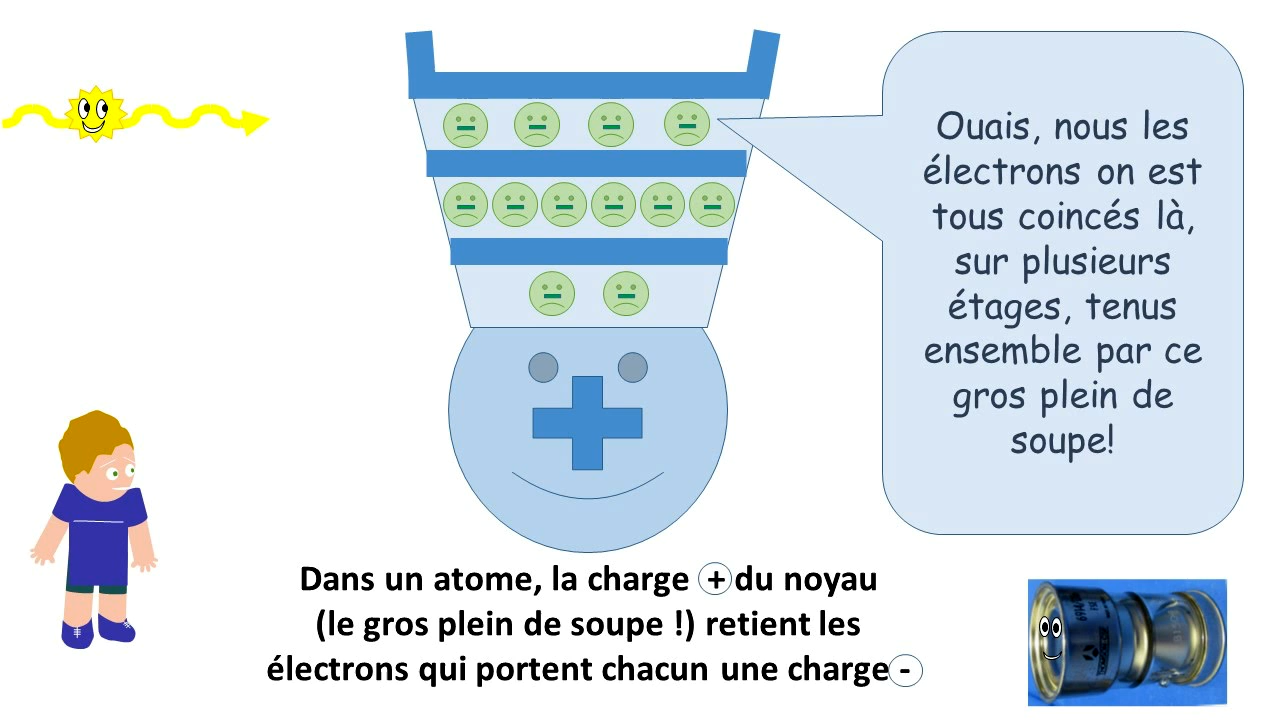 Ouais, nous les
électrons on est
tous coincés là,
sur plusieurs
étages, tenus
ensemble par ce
gros plein de
soupe!
Dans un atome, la charge + du noyau
(le gros plein de soupe !) retient les
électrons qui portent chacun une charge -